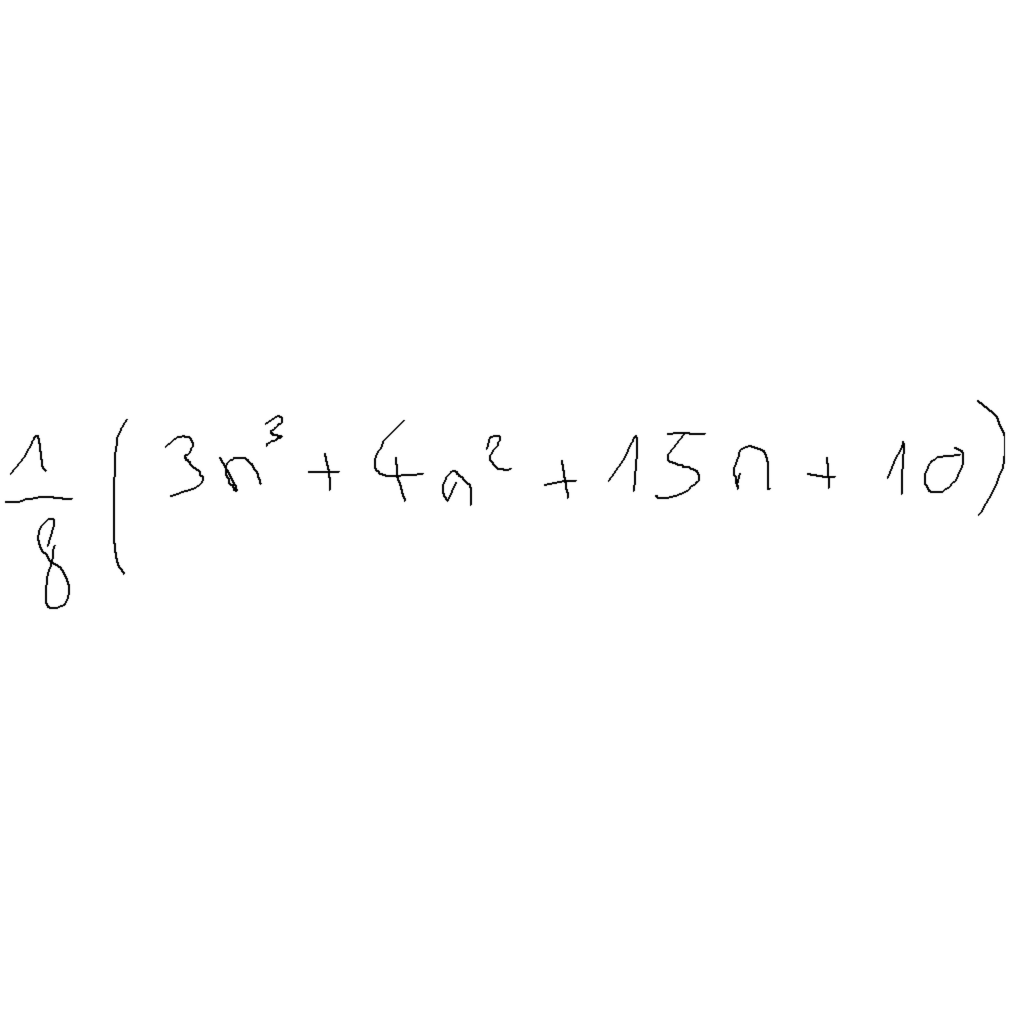 1/8 (3n³ + 4n² + 15n + 10)